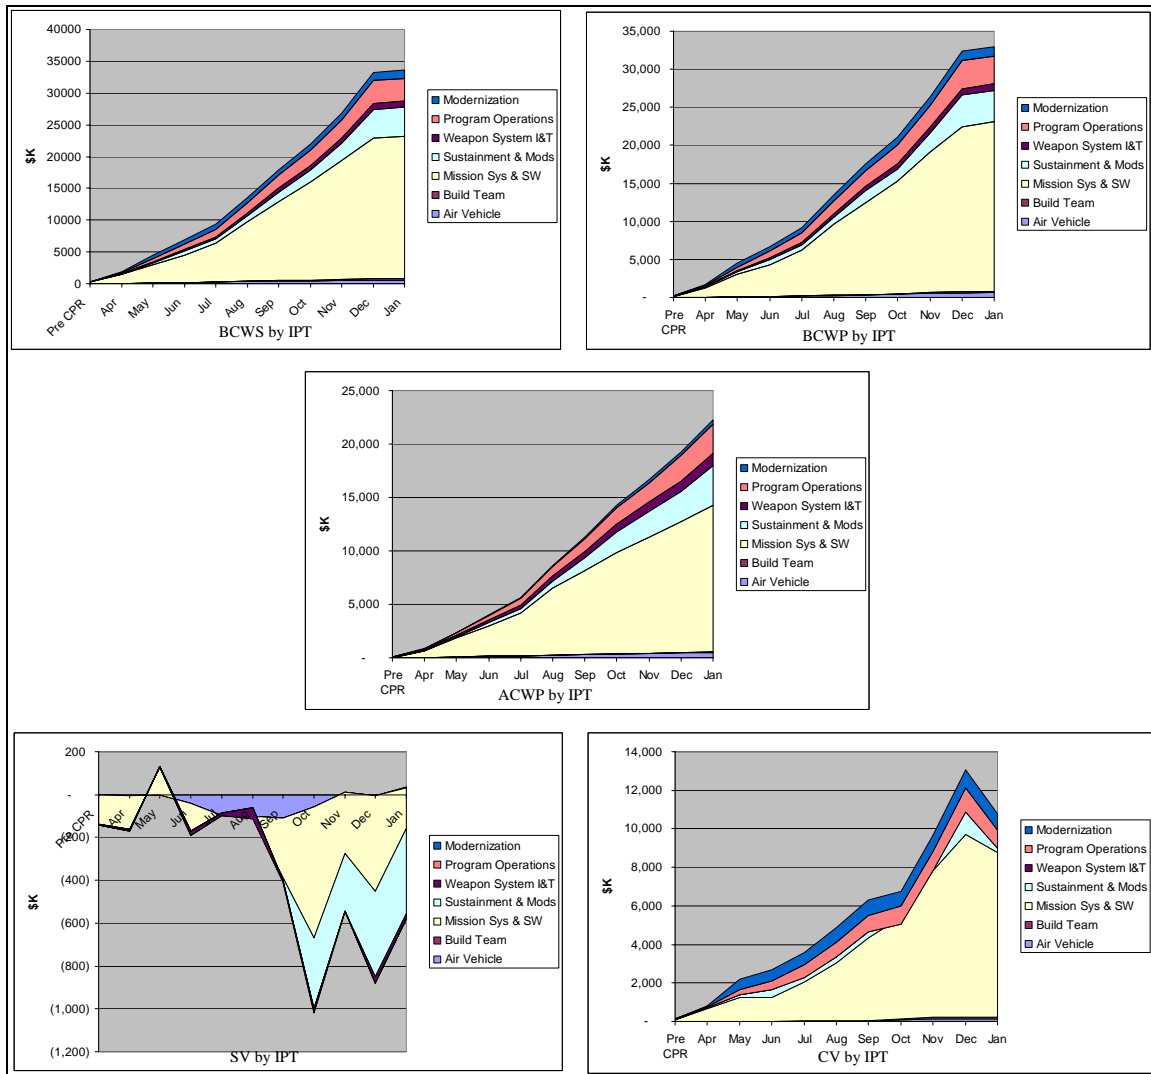 40000
35000
30000
25000
20000
15000
10000
5000
0
$K
Pre CPR
Apr
May
Jun
Jul
Aug
Sep
Oct
Nov
Dec
Jan
BCWS by IPT
Modernization
Program Operations
Weapon System I&T
Sustainment & Mods
Mission Sys & SW
Build Team
Air Vehicle
35,000
30,000
25,000
20,000
15,000
10,000
5,000
-
$K
Pre CPR
Apr
May
Jun
Jul
Aug
Sep
Oct
Nov
Dec
Jan
BCWP by IPT
Modernization
Program Operations
Weapon System I&T
Sustainment & Mods
Mission Sys & SW
Build Team
Air Vehicle
25,000
20,000
15,000
10,000
5,000
-
$K
Pre CPR
Apr
May
Jun
Jul
Aug
Sep
Oct
Nov
Dec
Jan
ACWP by IPT
Modernization
Program Operations
Weapon System I&T
Sustainment & Mods
Mission Sys & SW
Build Team
Air Vehicle
200
-
(200)
(400)
(600)
(800)
(1,000)
(1,200)
$K
Pre CPR
Apr
May
Jun
Jul
Aug
Sep
Oct
Nov
Dec
Jan
SV by IPT
Modernization
Program Operations
Weapon System I&T
Sustainment & Mods
Mission Sys & SW
Build Team
Air Vehicle
14,000
12,000
10,000
8,000
6,000
4,000
2,000
-
$K
Pre CPR
Apr
May
Jun
Jul
Aug
Sep
Oct
Nov
Dec
Jan
CV by IPT
Modernization
Program Operations
Weapon System I&T
Sustainment & Mods
Mission Sys & SW
Build Team
Air Vehicle